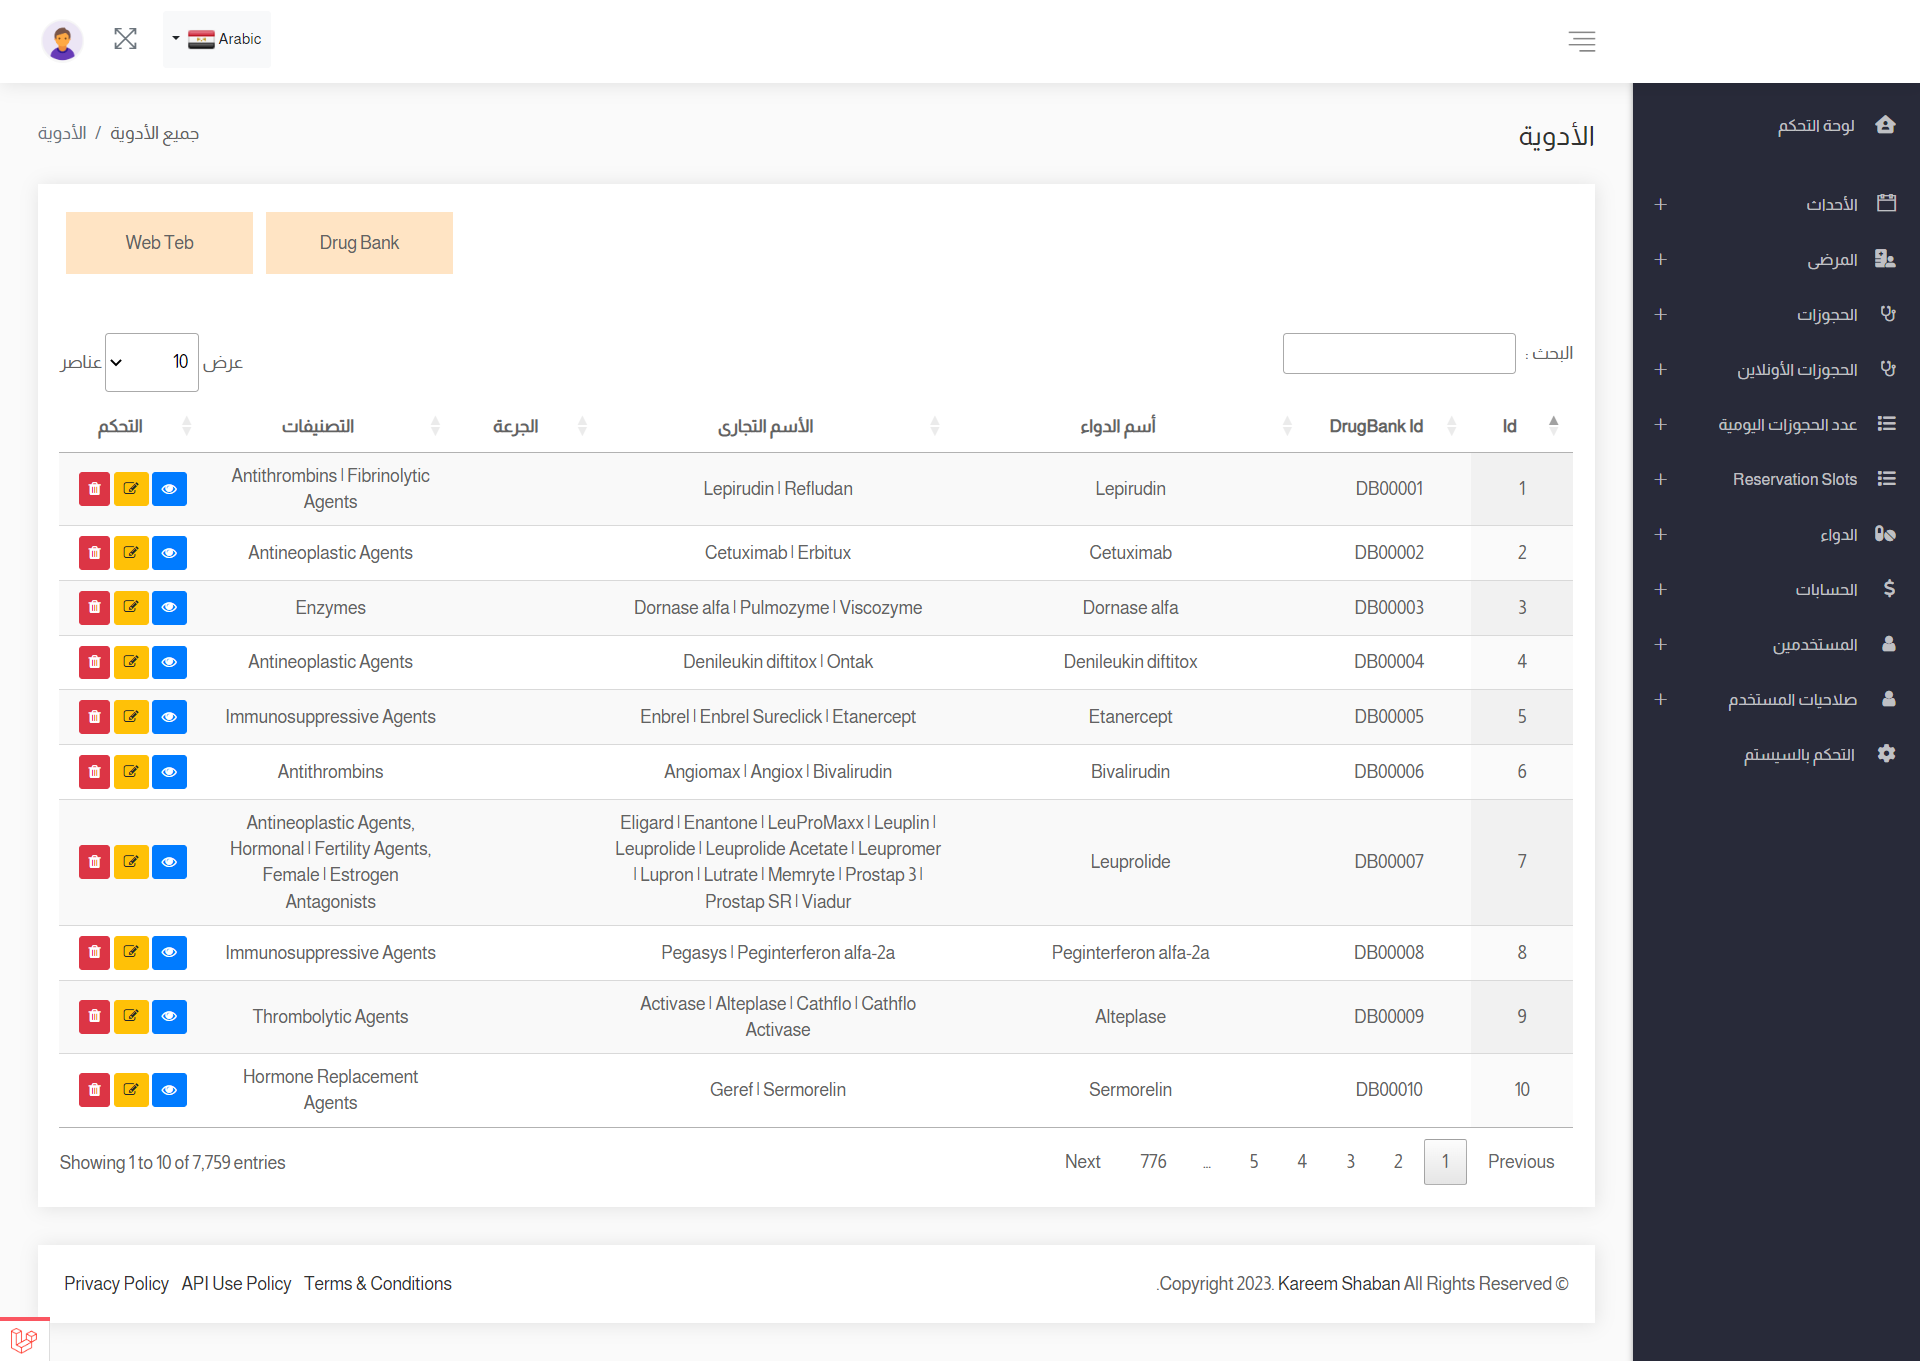 Arabic
لوحة التحكم
الأحداث
المرضى
الحجوزات
الحجوزات الأونلاين
عدد الحجوزات اليومية
Reservation Slots
الدواء
الحسابات
المستخدمين
صلاحيات المستخدم
التحكم بالسيستم
الأدوية
جميع الأدوية / الأدوية
Web Teb
Drug Bank
البحث :
عرض 10 عناصر
Id DrugBank Id أسم الدواء الأسم التجارى الجرعة التصنيفات التحكم
1 DB00001 Lepirudin Lepirudin | Refludan Antithrombins | Fibrinolytic
Agents
2 DB00002 Cetuximab Cetuximab | Erbitux Antineoplastic Agents
3 DB00003 Dornase alfa Dornase alfa | Pulmozyme | Viscozyme Enzymes
4 DB00004 Denileukin diftitox Denileukin diftitox | Ontak Antineoplastic Agents
5 DB00005 Etanercept Enbrel | Enbrel Sureclick | Etanercept Immunosuppressive Agents
6 DB00006 Bivalirudin Angiomax | Angiox | Bivalirudin Antithrombins
7 DB00007 Leuprolide
Eligard | Enantone | LeuProMaxx | Leuplin |
Leuprolide | Leuprolide Acetate | Leupromer
| Lupron | Lutrate | Memryte | Prostap 3 |
Prostap SR | Viadur
Antineoplastic Agents,
Hormonal | Fertility Agents,
Female | Estrogen
Antagonists
8 DB00008 Peginterferon alfa-2a Pegasys | Peginterferon alfa-2a Immunosuppressive Agents
9 DB00009 Alteplase
Activase | Alteplase | Cathflo | Cathflo
Activase
Thrombolytic Agents
10 DB00010 Sermorelin Geref | Sermorelin
Hormone Replacement
Agents
Showing 1 to 10 of 7,759 entries
Next 776 ... 5 4 3 2 1 Previous
Privacy Policy API Use Policy Terms & Conditions
.Copyright 2023. Kareem Shaban All Rights Reserved ©